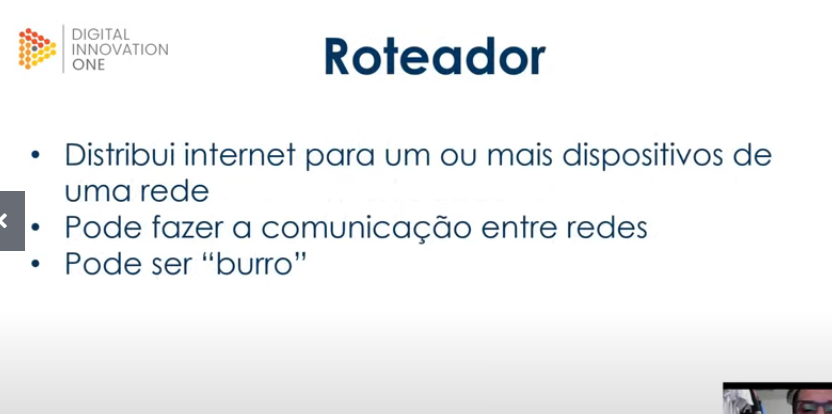 DIGITAL
INNOVATION
ONE
Roteador
• Distribui internet para um ou mais dispositivos de
uma rede
• Pode fazer a comunicação entre redes
• Pode ser “burro”